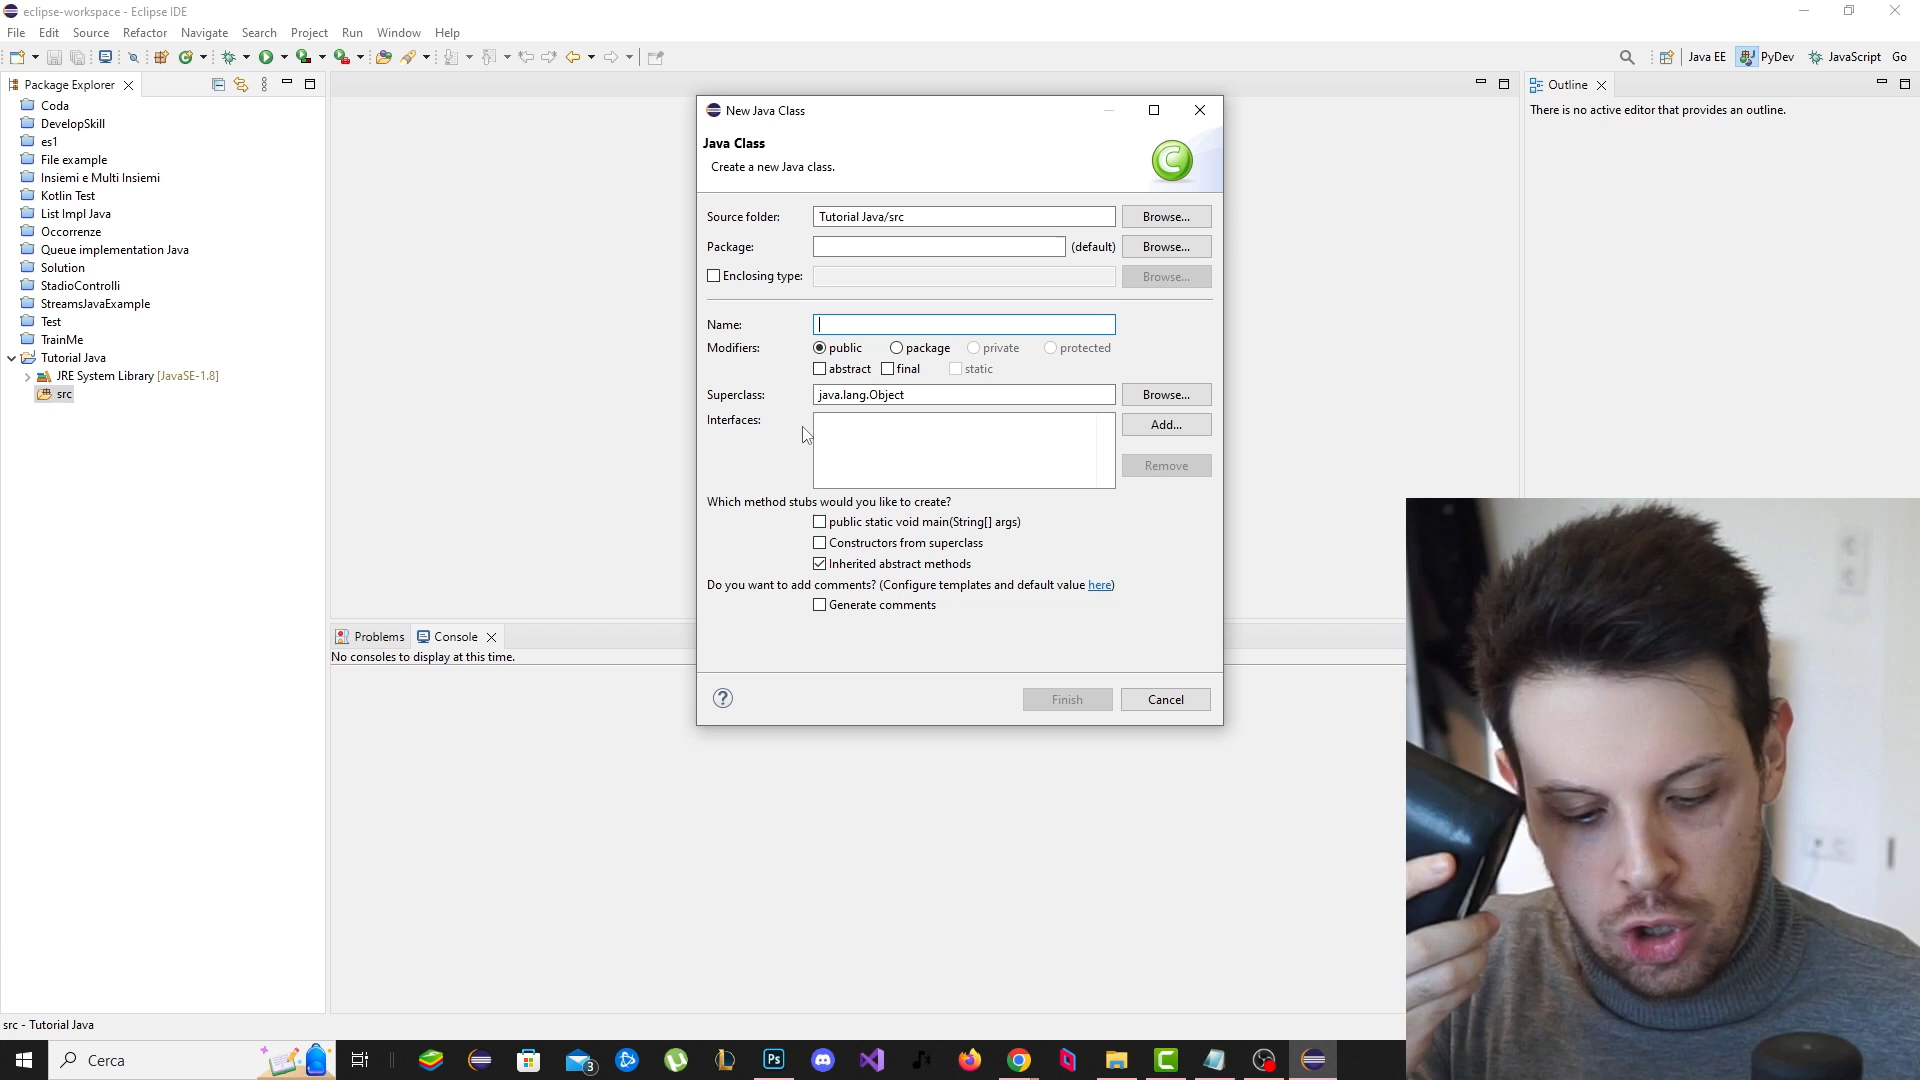 eclipse-workspace - Eclipse IDE
File Edit Source Refactor Navigate Search Project Run Window Help
Java EE PyDev JavaScript Go
Package Explorer
Coda
DevelopSkill
es1
File example
Insiemi e Multi Insiemi
Kotlin Test
List Impl Java
Occorrenze
Queue implementation Java
Solution
StadioControlli
StreamsJavaExample
Test
TrainMe
Tutorial Java
JRE System Library [JavaSE-1.8]
src
New Java Class
Java Class
Create a new Java class.
C
Source folder: Tutorial Java/src Browse...
Package: (default) Browse...
Enclosing type: Browse...
Name:
Modifiers: public package private protected
abstract final static
Superclass: java.lang.Object Browse...
Interfaces: Add...
Remove
Which method stubs would you like to create?
public static void main(String[] args)
Constructors from superclass
Inherited abstract methods
Do you want to add comments? (Configure templates and default value here)
Generate comments
? Finish Cancel
Outline
There is no active editor that provides an outline.
Problems Console
No consoles to display at this time.
src - Tutorial Java
Cerca
3
Ps